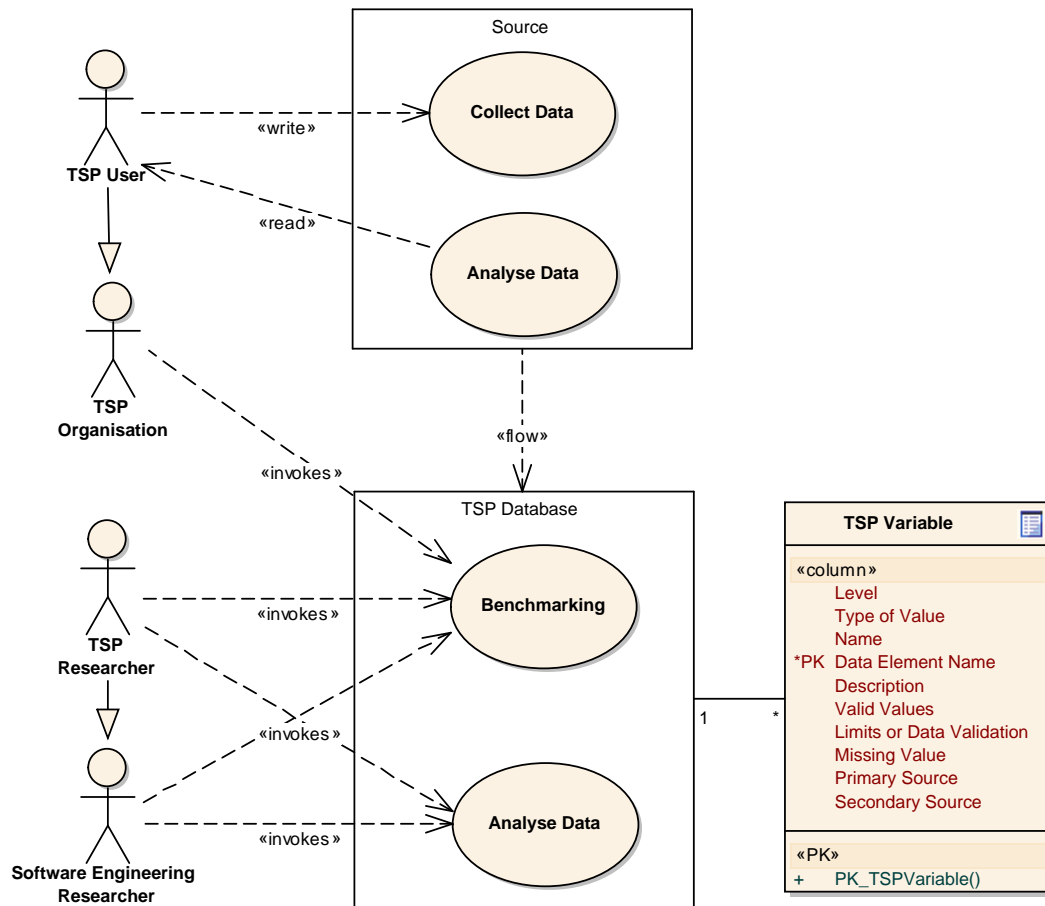 Source
Collect Data
«write»
TSP User
«read»
Analyse Data
TSP
Organisation
«flow»
«invokes»
TSP Database
Benchmarking
«invokes»
TSP
Researcher
«invokes»
Analyse Data
«invokes»
Software Engineering
Researcher
1
*
TSP Variable
«column»
Level
Type of Value
Name
*PK Data Element Name
Description
Valid Values
Limits or Data Validation
Missing Value
Primary Source
Secondary Source
«PK»
+ PK_TSPVariable()